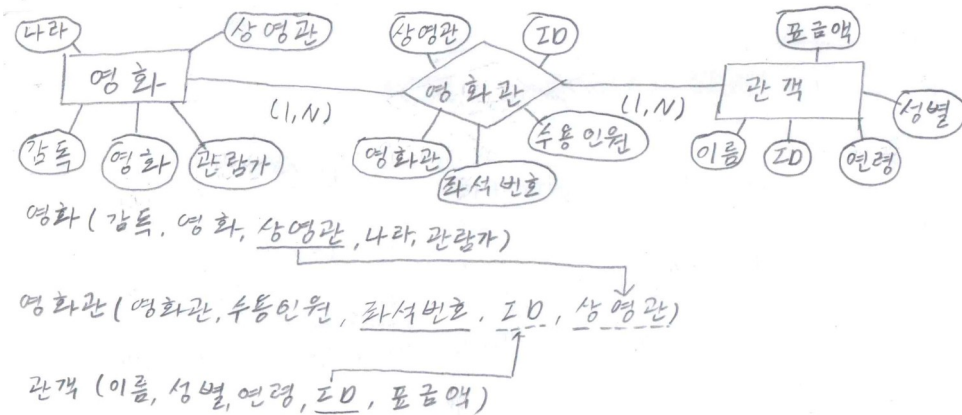 나라
상영관
상영관
ID
표금액
영화
영화관
관객
(1,N)
(1,N)
성별
감독
영화
관람가
영화관
좌석번호
수용인원
이름
ID
연령
영화(감독, 영화, 상영관, 나라, 관람가)
영화관(영화관, 수용인원, 좌석번호, ID, 상영관)
관객 (이름, 성별, 연령, ID, 표금액)